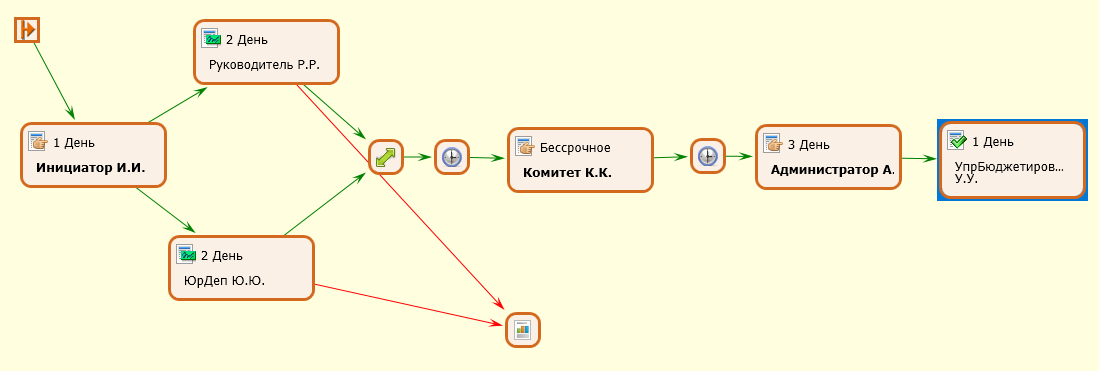 2 День
Руководитель Р.Р.
1 День
Инициатор И.И.
Бессрочное
Комитет К.К.
3 День
Администратор А.
1 День
УпрБюджетиров...
У.У.
2 День
ЮрДеп Ю.Ю.